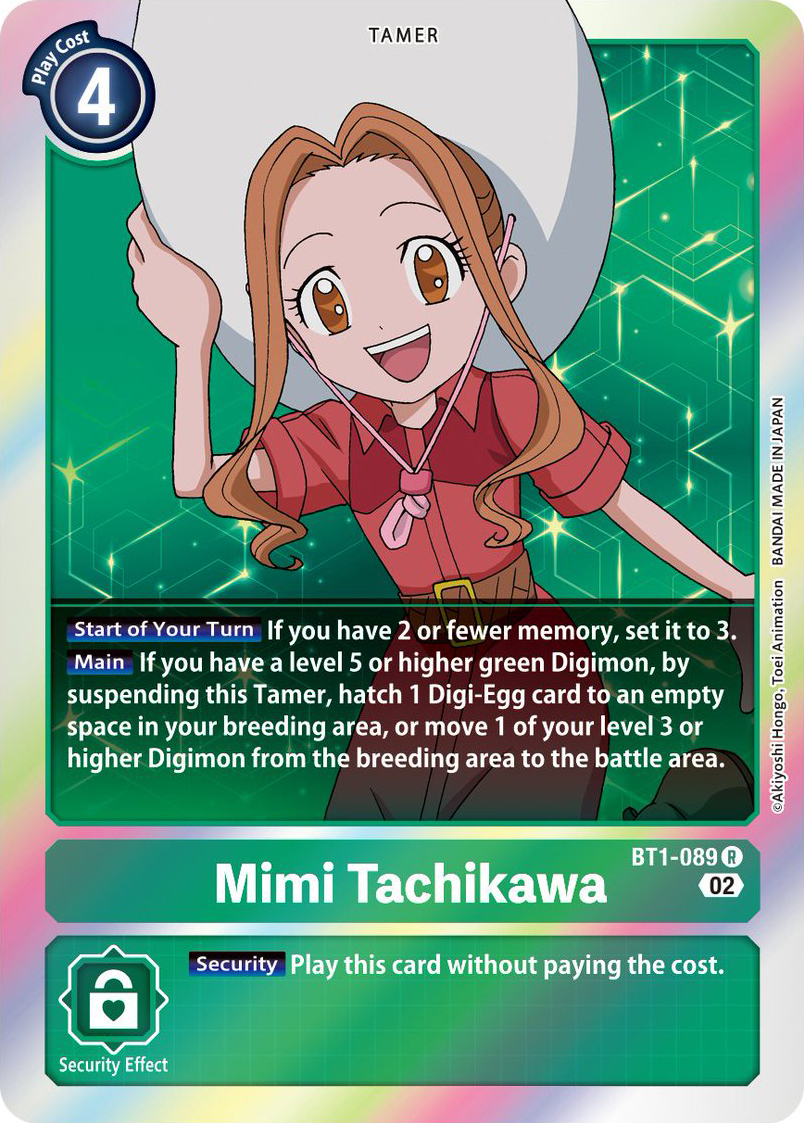 TAMER
Play Cost
4
Start of Your Turn If you have 2 or fewer memory, set it to 3.
Main If you have a level 5 or higher green Digimon, by
suspending this Tamer, hatch 1 Digi-Egg card to an empty
space in your breeding area, or move 1 of your level 3 or
higher Digimon from the breeding area to the battle area.
©Akiyoshi Hongo, Toei Animation BANDAI MADE IN JAPAN
BT1-089 R
02
Mimi Tachikawa
Security Play this card without paying the cost.
Security Effect